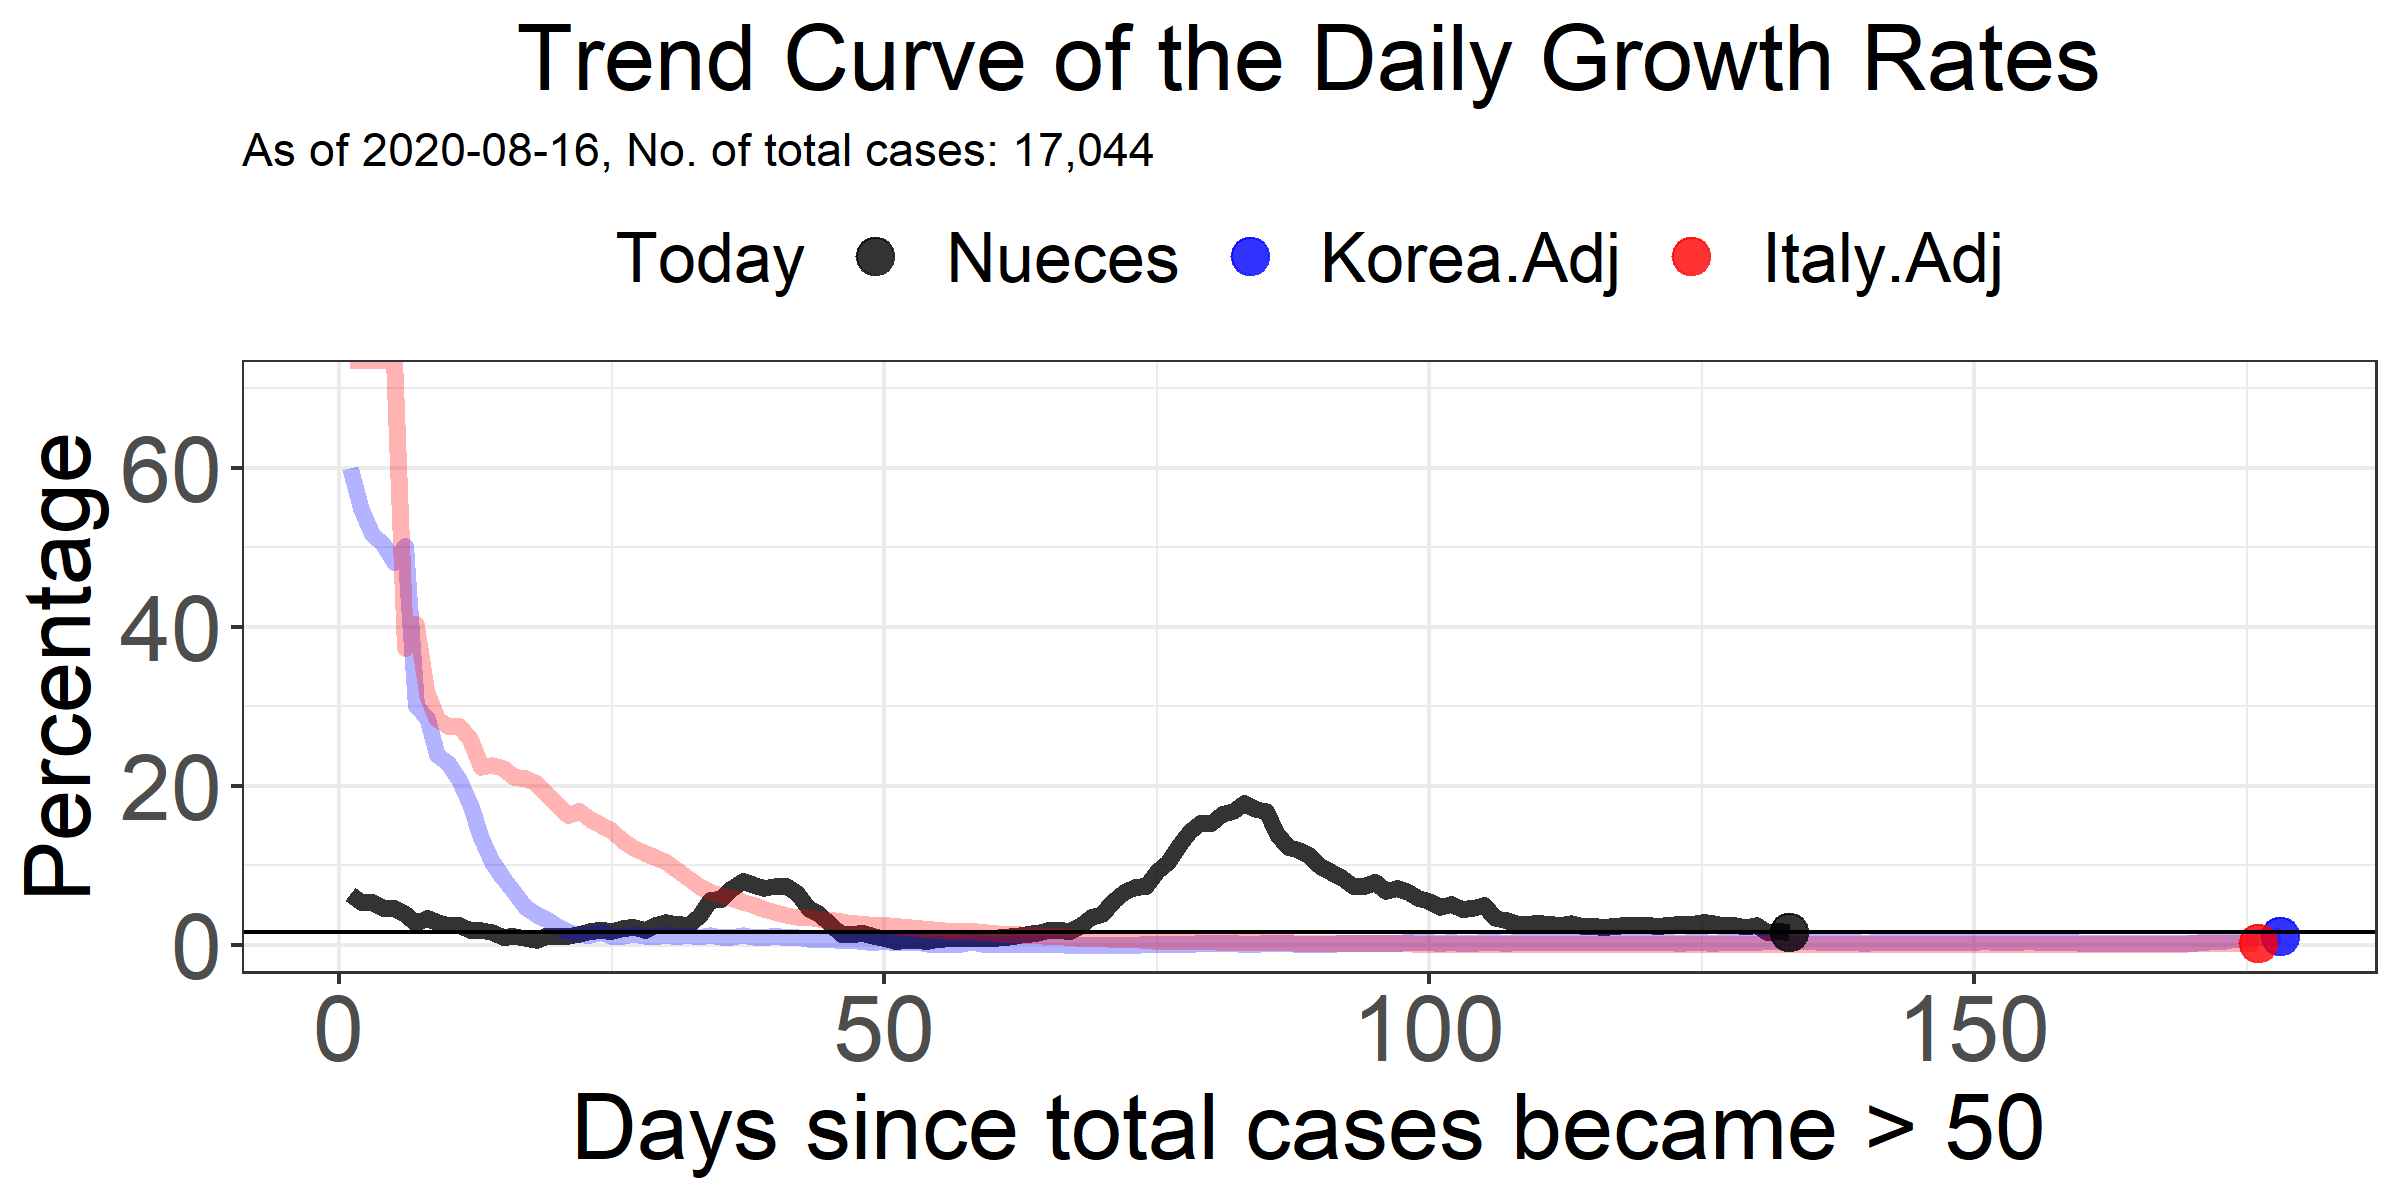 Trend Curve of the Daily Growth Rates
As of 2020-08-16, No. of total cases: 17,044
Today Nueces Korea.Adj Italy.Adj
Percentage
60
40
20
0
0 50 100 150
Days since total cases became > 50